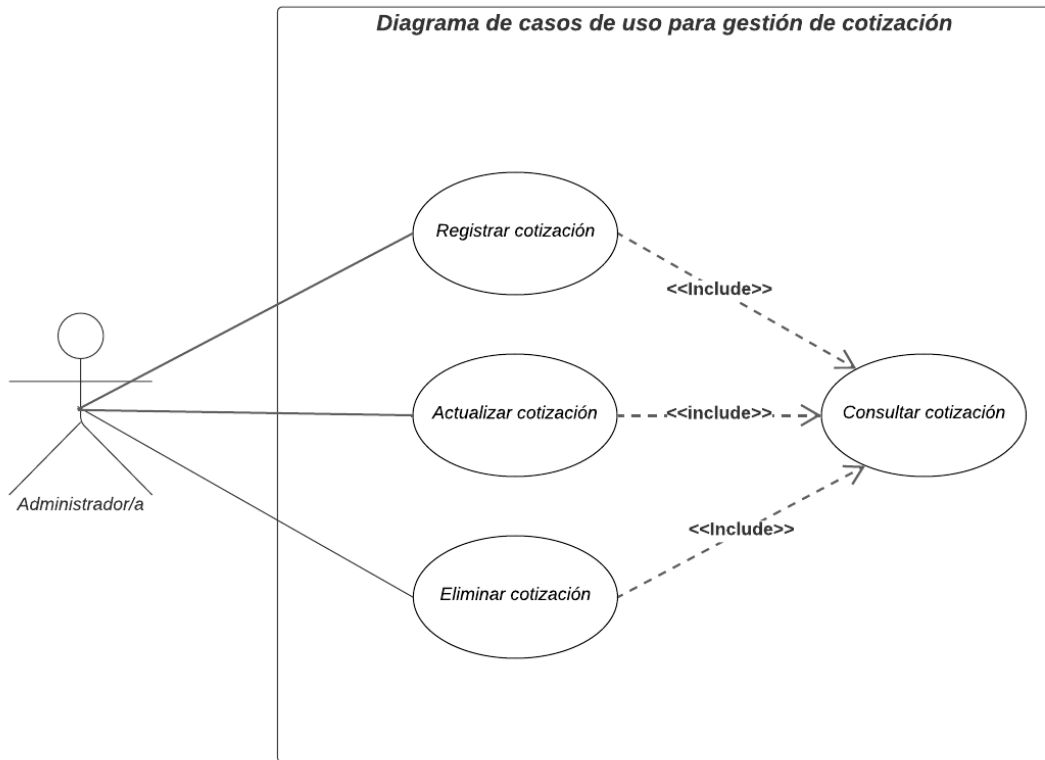 Diagrama de casos de uso para gestión de cotización
Registrar cotización
<<Include>>
Actualizar cotización
<<include>>
Consultar cotización
Administrador/a
<<Include>>
Eliminar cotización